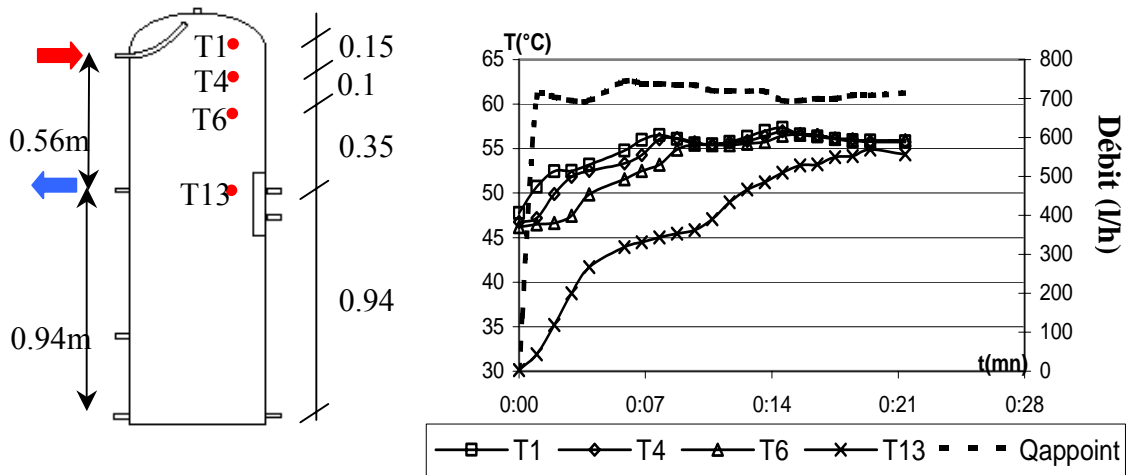 T1
T4
T6
T13
0.56m
0.94m
0.15
0.1
0.35
0.94
T(°C)
65
60
55
50
45
40
35
30
800
700
600
500
400
300
200
100
0
Débit (l/h)
t(mn)
0:00
0:07
0:14
0:21
0:28
T1 T4 T6 T13 Qappoint